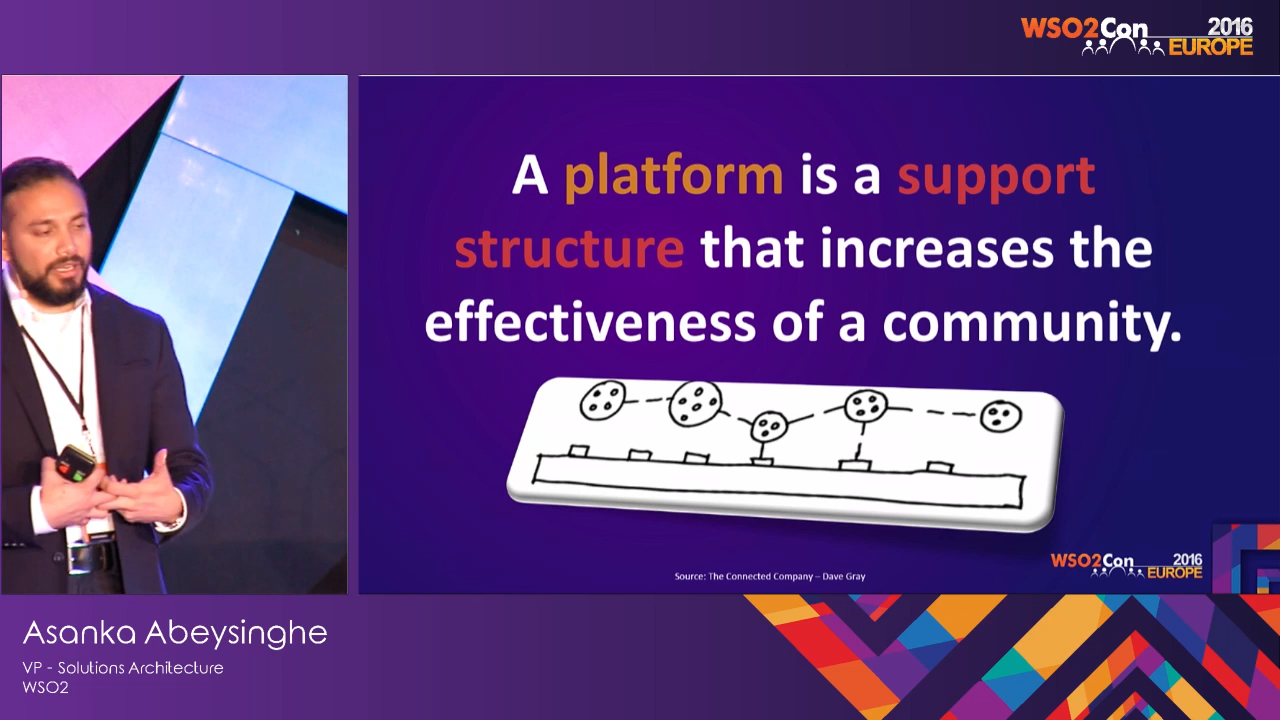 WSO2Con 2016
EUROPE
A platform is a support
structure that increases the
effectiveness of a community.
Source: The Connected Company – Dave Gray
WSO2Con 2016
EUROPE
Asanka Abeysinghe
VP - Solutions Architecture
WSO2